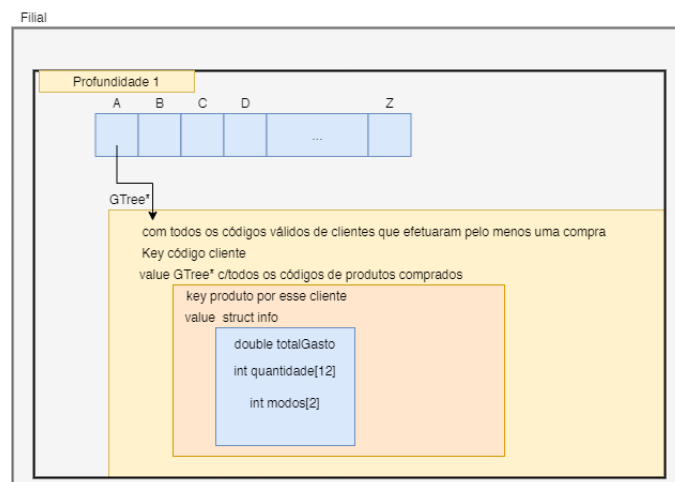 Filial
Profundidade 1
A B C D Z
...
GTree*
com todos os códigos válidos de clientes que efetuaram pelo menos uma compra
Key código cliente
value GTree* c/todos os códigos de produtos comprados
key produto por esse cliente
value struct info
double totalGasto
int quantidade[12]
int modos[2]